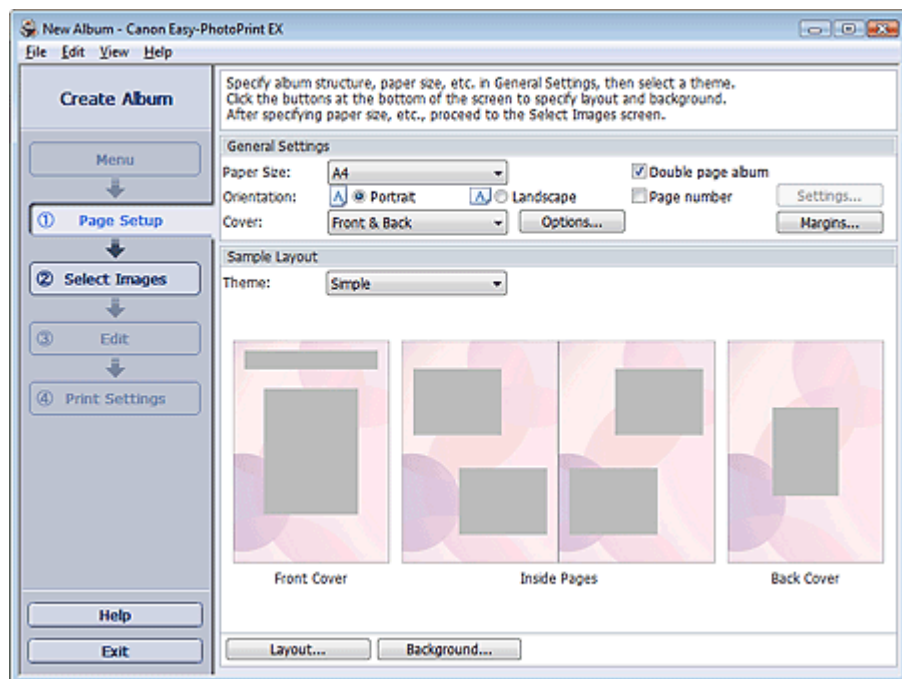 New Album - Canon Easy-PhotoPrint EX
File Edit View Help
Create Album
Specify album structure, paper size, etc. in General Settings, then select a theme.
Click the buttons at the bottom of the screen to specify layout and background.
After specifying paper size, etc., proceed to the Select Images screen.
Menu
① Page Setup
② Select Images
③ Edit
④ Print Settings
Help
Exit
General Settings
Paper Size: A4 Double page album
Orientation: A Portrait A Landscape Page number Settings...
Cover: Front & Back Options... Margins...
Sample Layout
Theme: Simple
Front Cover Inside Pages Back Cover
Layout... Background...